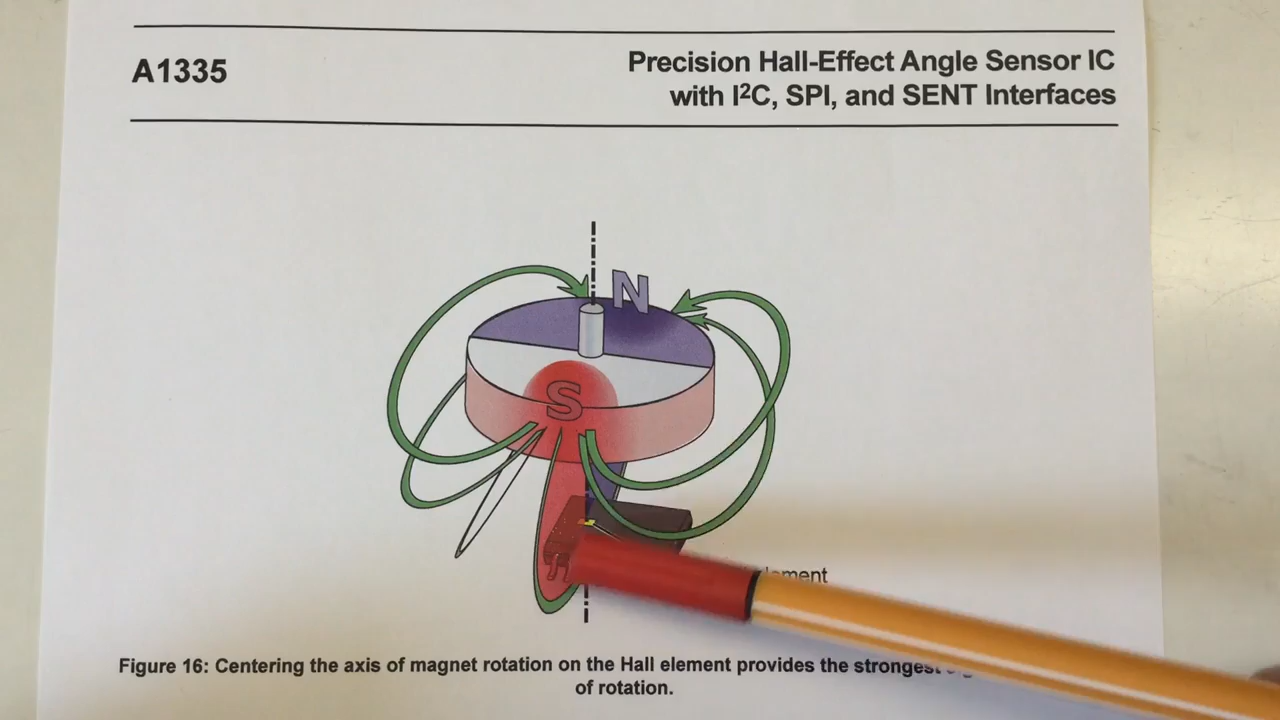 A1335
Precision Hall-Effect Angle Sensor IC
with I²C, SPI, and SENT Interfaces
N
S
Figure 16: Centering the axis of magnet rotation on the Hall element provides the
of rotation.